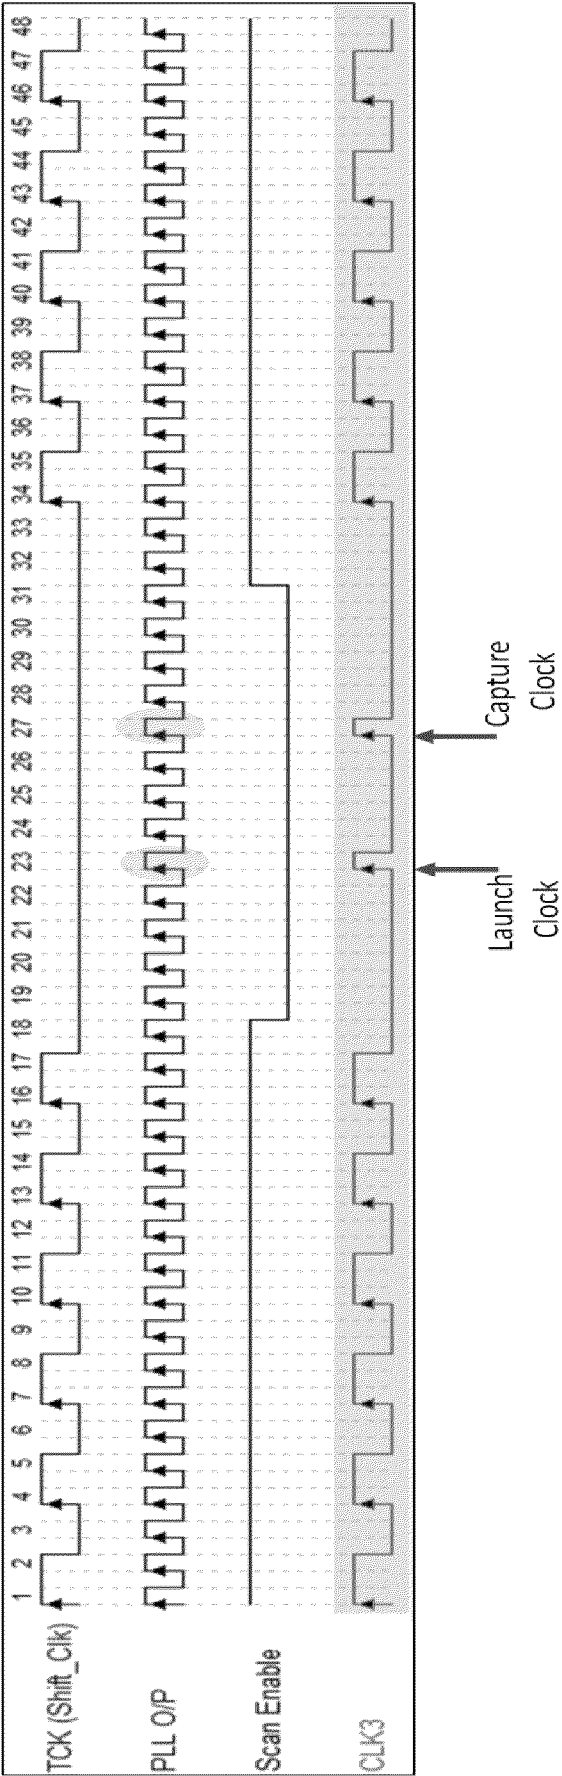 1 2 3 4 5 6 7 8 9 10 11 12 13 14 15 16 17 18 19 20 21 22 23 24 25 26 27 28 29 30 31 32 33 34 35 36 37 38 39 40 41 42 43 44 45 46 47 48
TCK (Shift_Clk)
PLL O/P
Scan Enable
CLK3
Launch
Clock
Capture
Clock